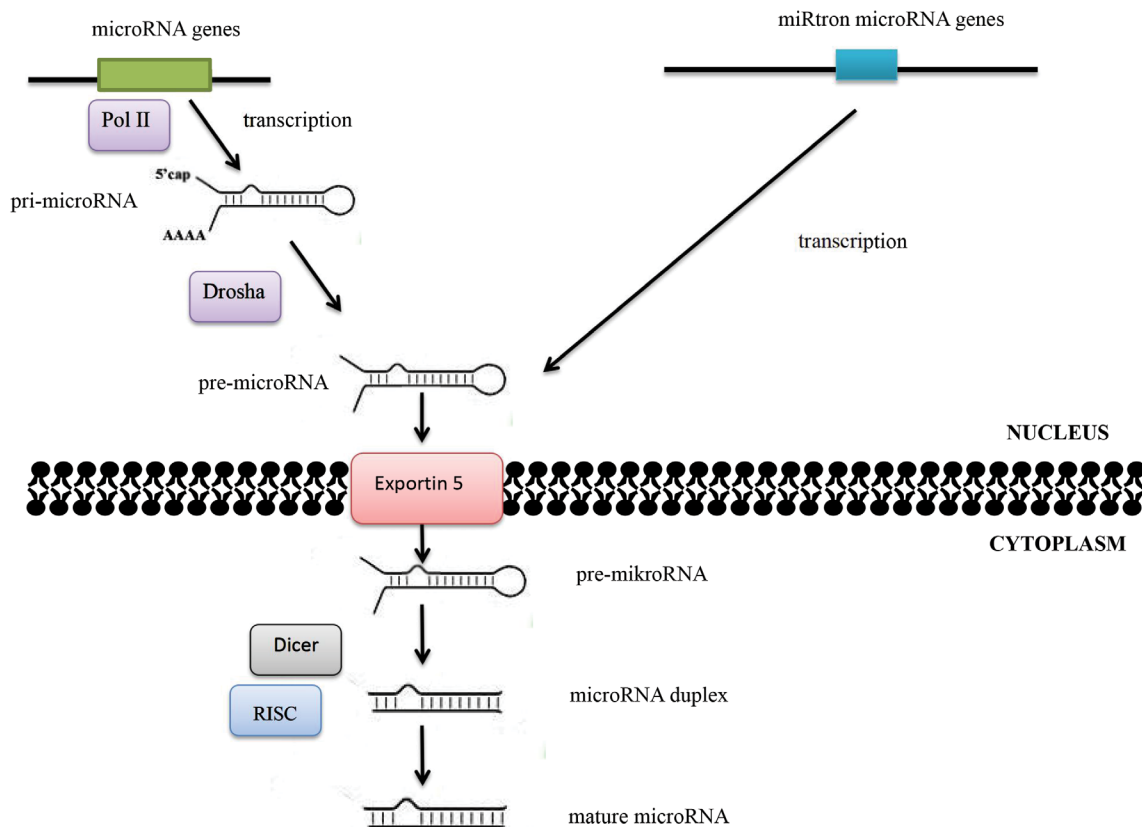 microRNA genes
miRtron microRNA genes
Pol II
transcription
5'cap
pri-microRNA
AAAA
transcription
Drosha
pre-microRNA
NUCLEUS
Exportin 5
CYTOPLASM
pre-mikroRNA
Dicer
microRNA duplex
RISC
mature microRNA